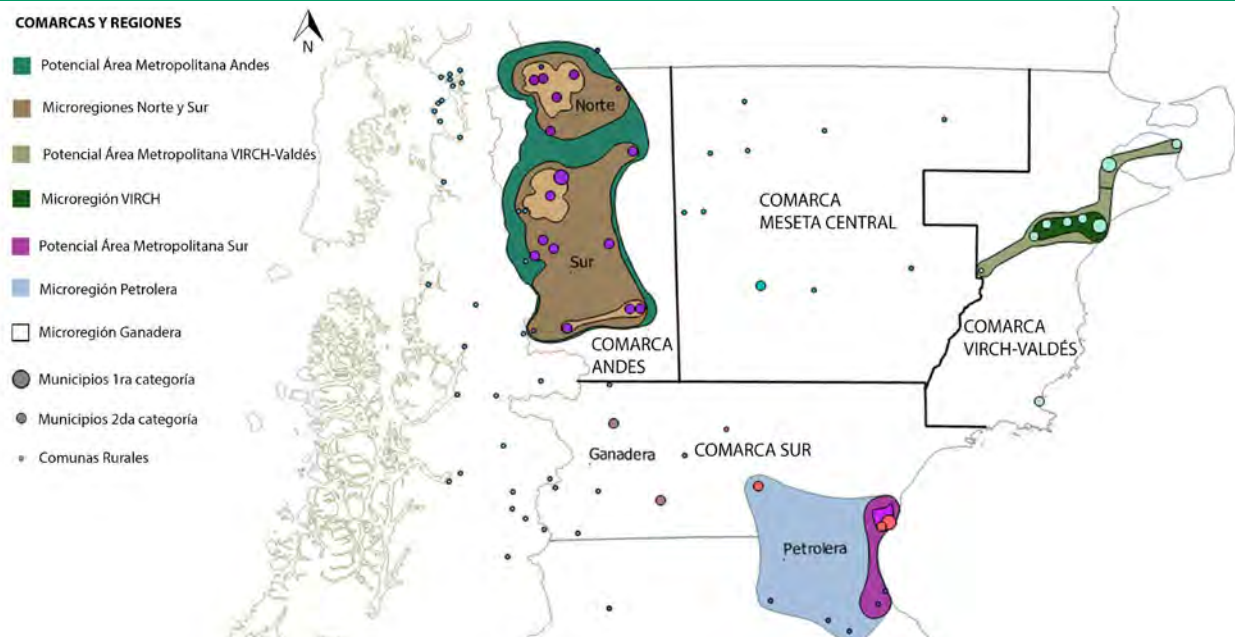 COMARCAS Y REGIONES
Potencial Área Metropolitana Andes
Microregiones Norte y Sur
Potencial Área Metropolitana VIRCH-Valdés
Microregión VIRCH
Potencial Área Metropolitana Sur
Microregión Petrolera
Microregión Ganadera
Municipios 1ra categoría
Municipios 2da categoría
Comunas Rurales
N
Norte
Sur
COMARCA
ANDES
COMARCA
MESETA CENTRAL
COMARCA
VIRCH-VALDÉS
Ganadera
COMARCA SUR
Petrolera